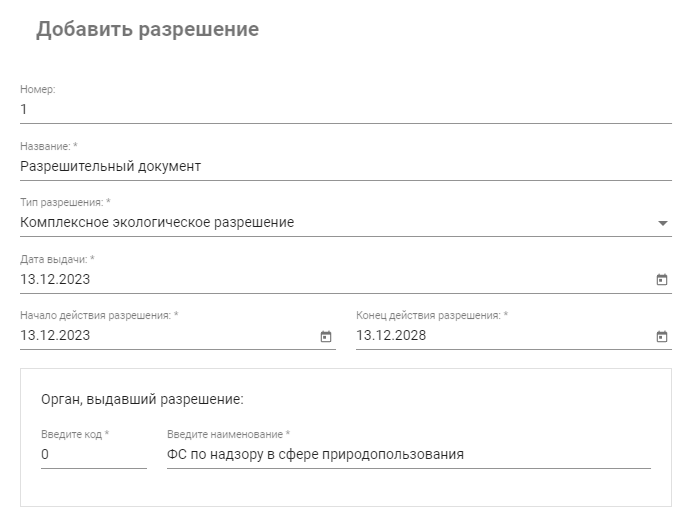 Добавить разрешение
Номер:
1
Название: *
Разрешительный документ
Тип разрешения: *
Комплексное экологическое разрешение
Дата выдачи: *
13.12.2023
Начало действия разрешения: * Конец действия разрешения: *
13.12.2023 13.12.2028
Орган, выдавший разрешение:
Введите код * Введите наименование *
0 ФС по надзору в сфере природопользования